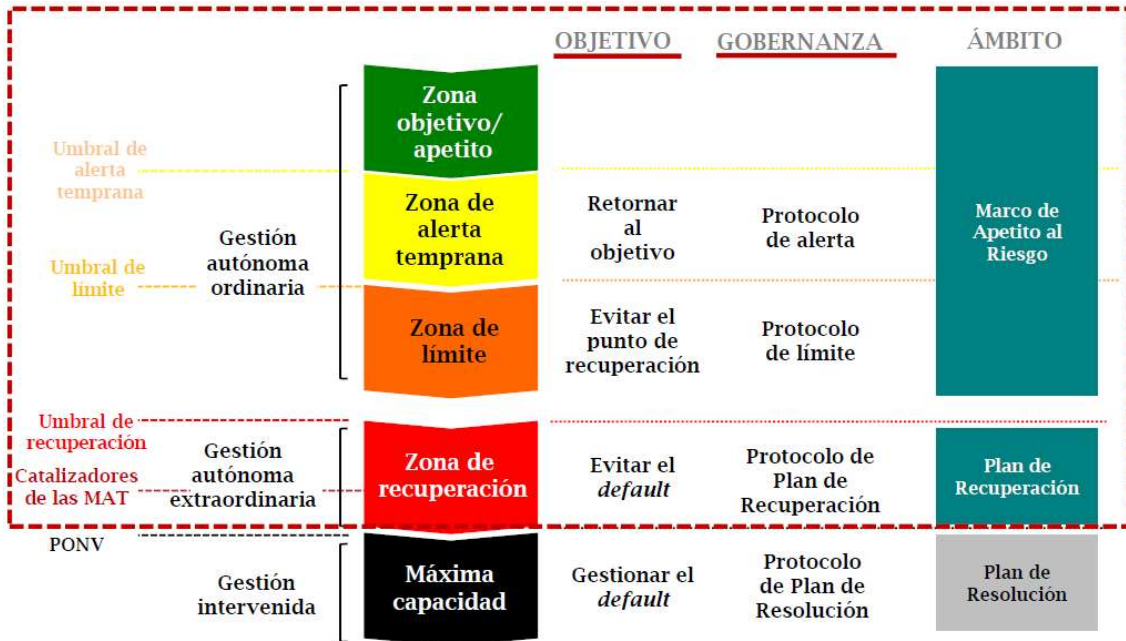 OBJETIVO GOBERNANZA ÁMBITO
Zona
objetivo/
apetito
Umbral de
alerta
temprana
Zona de
alerta
temprana
Retornar
al
objetivo
Protocolo
de alerta
Marco de
Apetito al
Riesgo
Gestión
autónoma
ordinaria
Umbral de
límite
Zona de
límite
Evitar el
punto de
recuperación
Protocolo
de límite
Umbral de
recuperación
Catalizadores
de las MAT
Gestión
autónoma
extraordinaria
Zona de
recuperación
Evitar el
default
Protocolo de
Plan de
Recuperación
Plan de
Recuperación
PONV
Gestión
intervenida
Máxima
capacidad
Gestionar el
default
Protocolo
de Plan de
Resolución
Plan de
Resolución